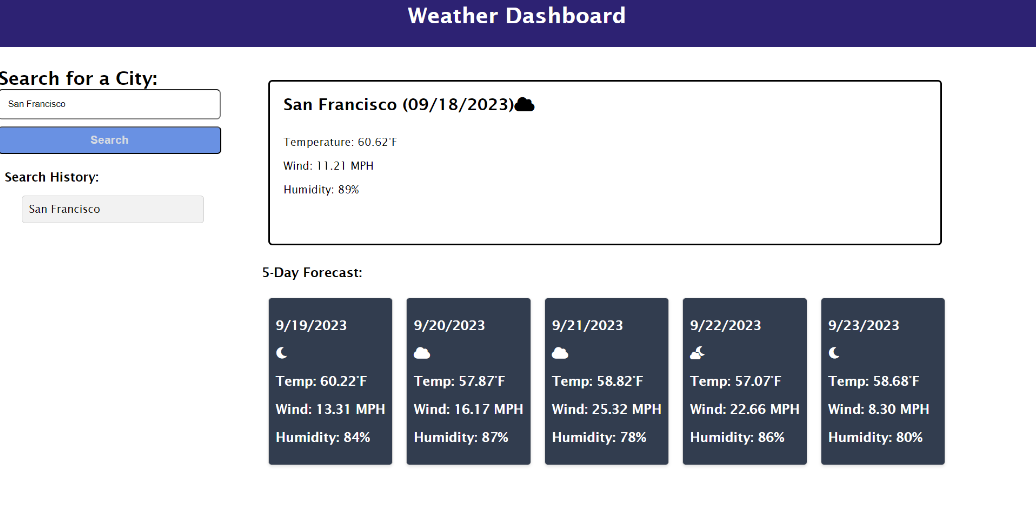 Weather Dashboard
Search for a City:
San Francisco
Search
Search History:
San Francisco
San Francisco (09/18/2023)
Temperature: 60.62°F
Wind: 11.21 MPH
Humidity: 89%
5-Day Forecast:
9/19/2023
Temp: 60.22°F
Wind: 13.31 MPH
Humidity: 84%
9/20/2023
Temp: 57.87°F
Wind: 16.17 MPH
Humidity: 87%
9/21/2023
Temp: 58.82°F
Wind: 25.32 MPH
Humidity: 78%
9/22/2023
Temp: 57.07°F
Wind: 22.66 MPH
Humidity: 86%
9/23/2023
Temp: 58.68°F
Wind: 8.30 MPH
Humidity: 80%